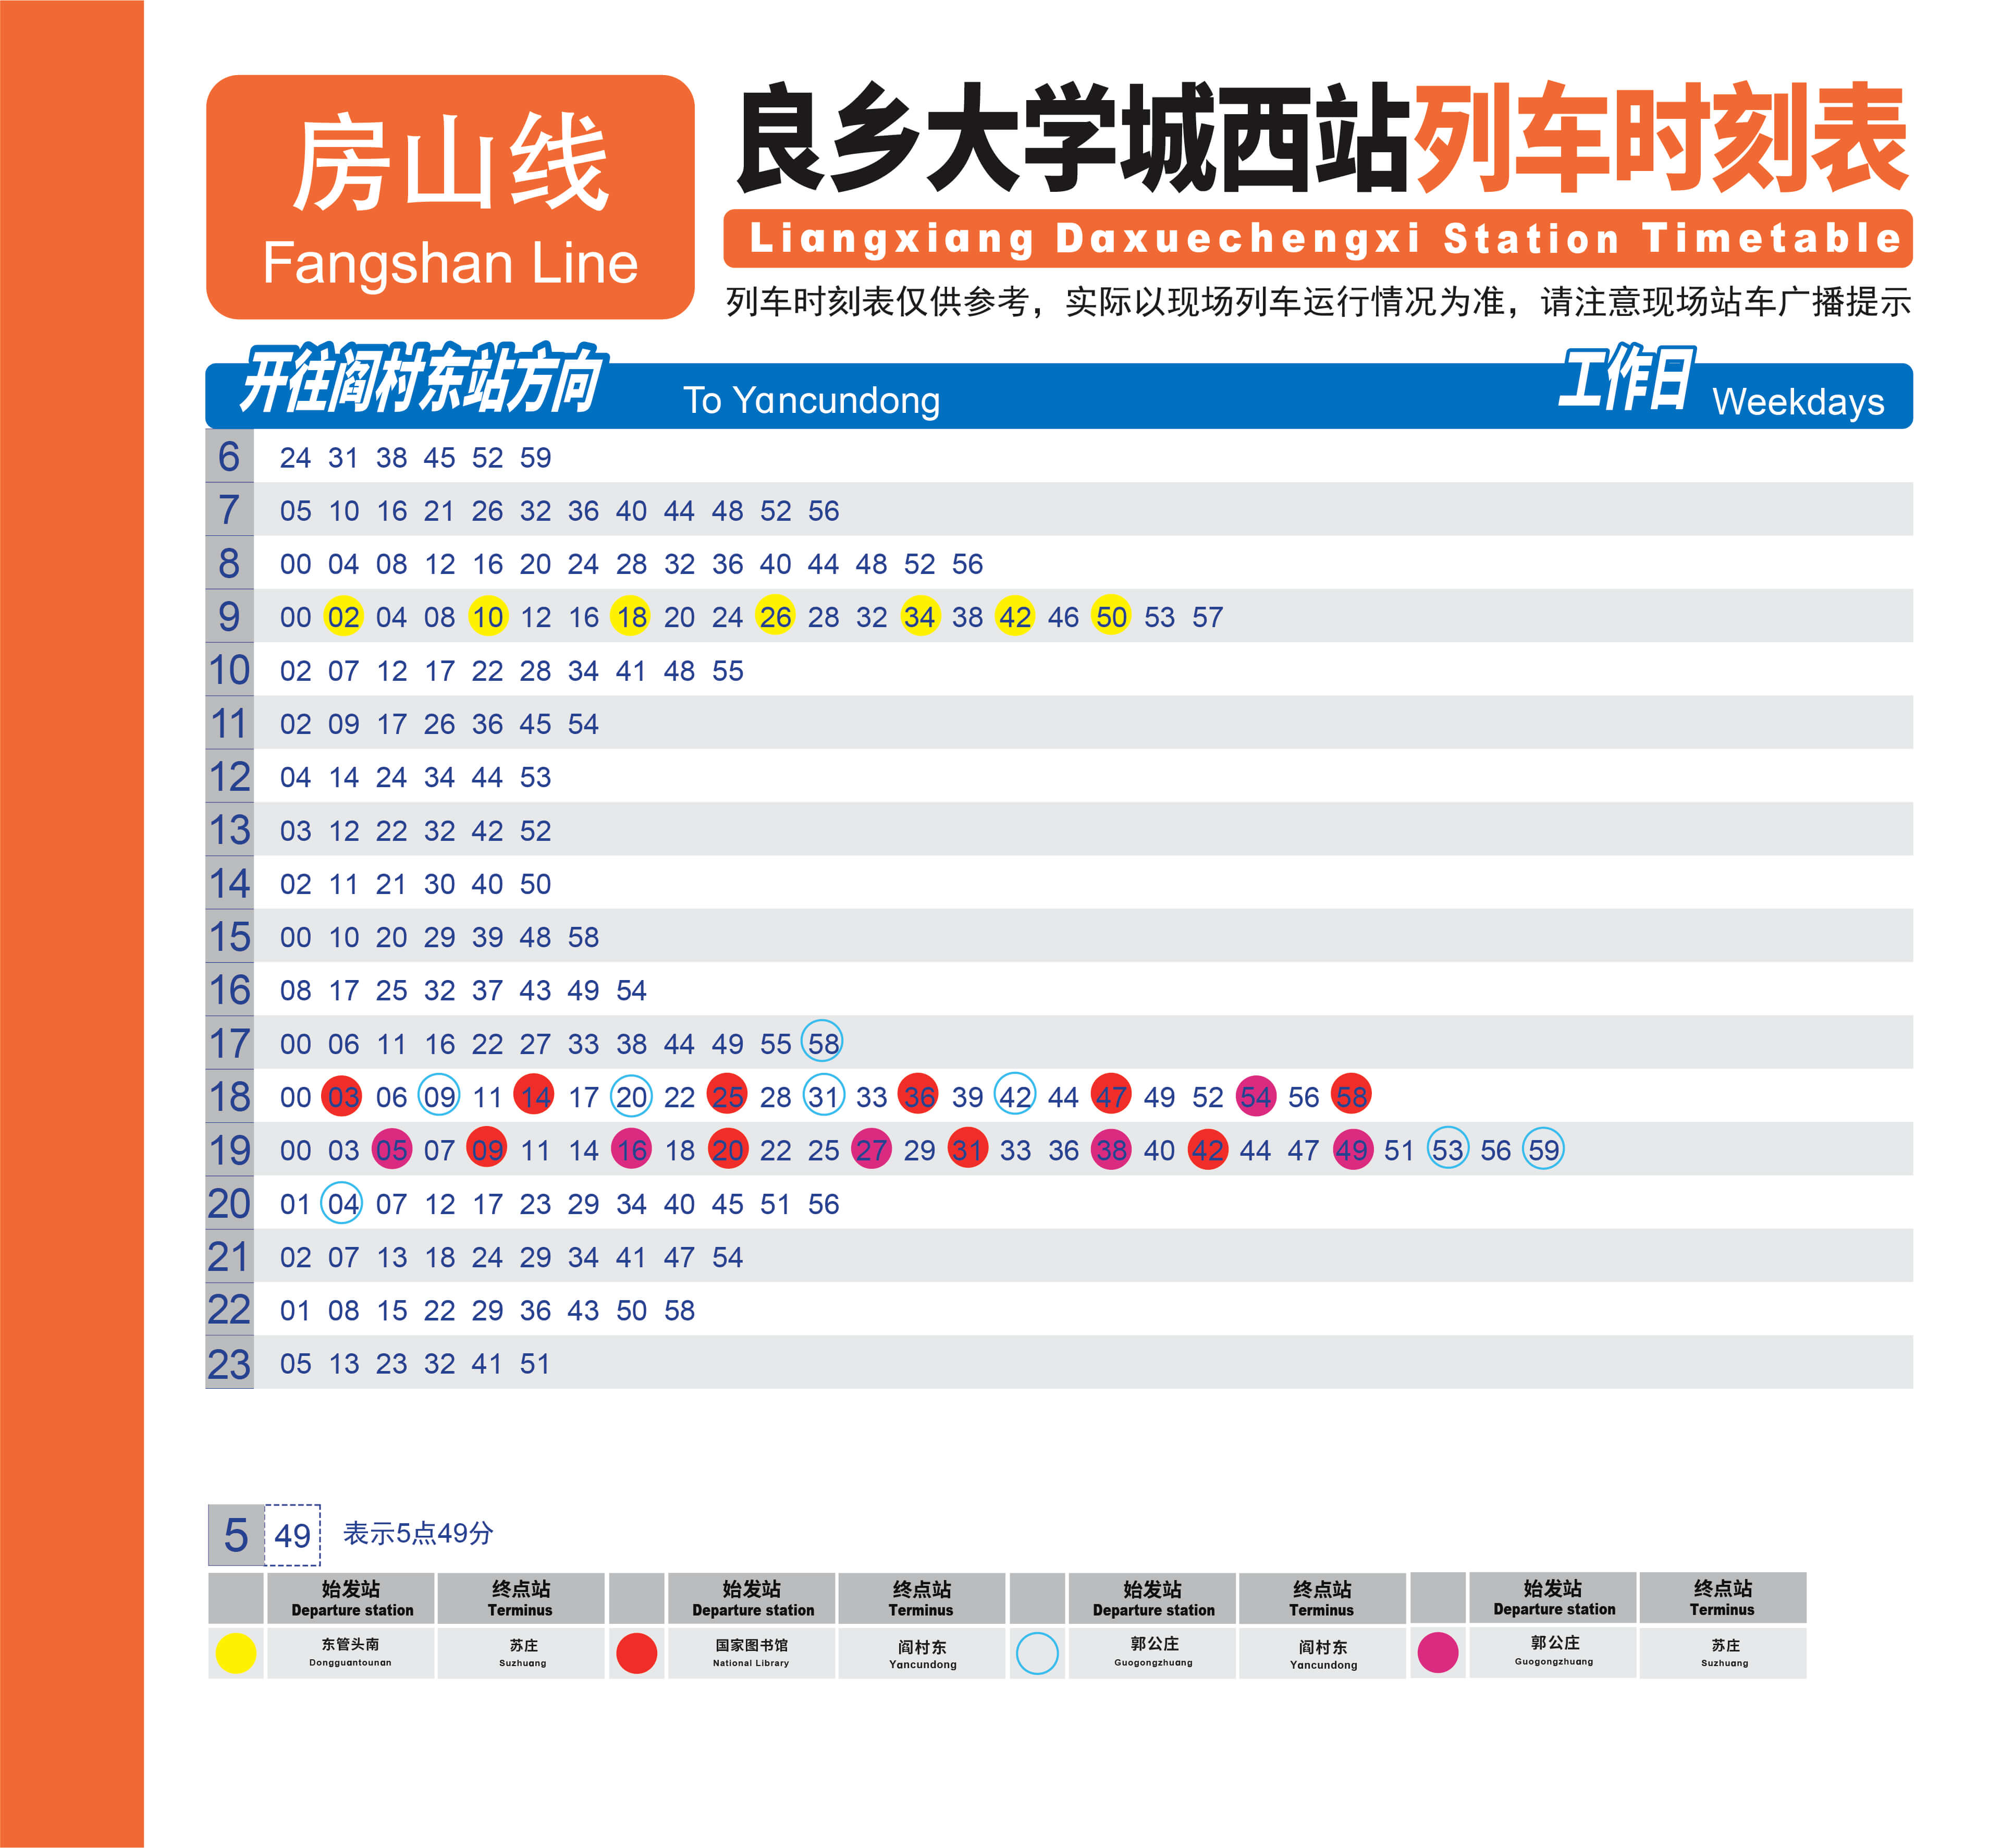 房山线
Fangshan Line
良乡大学城西站列车时刻表
Liangxiang Daxuechengxi Station Timetable
列车时刻表仅供参考，实际以现场列车运行情况为准，请注意现场站车广播提示
开往阎村东站方向 To Yancundong 工作日 Weekdays
6 24 31 38 45 52 59
7 05 10 16 21 26 32 36 40 44 48 52 56
8 00 04 08 12 16 20 24 28 32 36 40 44 48 52 56
9 00 02 04 08 10 12 16 18 20 24 26 28 32 34 38 42 46 50 53 57
10 02 07 12 17 22 28 34 41 48 55
11 02 09 17 26 36 45 54
12 04 14 24 34 44 53
13 03 12 22 32 42 52
14 02 11 21 30 40 50
15 00 10 20 29 39 48 58
16 08 17 25 32 37 43 49 54
17 00 06 11 16 22 27 33 38 44 49 55 58
18 00 03 06 09 11 14 17 20 22 25 28 31 33 36 39 42 44 47 49 52 54 56 58
19 00 03 05 07 09 11 14 16 18 20 22 25 27 29 31 33 36 38 40 42 44 47 49 51 53 56 59
20 01 04 07 12 17 23 29 34 40 45 51 56
21 02 07 13 18 24 29 34 41 47 54
22 01 08 15 22 29 36 43 50 58
23 05 13 23 32 41 51
5 49 表示5点49分
始发站 终点站 始发站 终点站 始发站 终点站 始发站 终点站
Departure station Terminus Departure station Terminus Departure station Terminus Departure station Terminus
东管头南 苏庄 国家图书馆 阎村东 郭公庄 阎村东 郭公庄 苏庄
Dongguantounan Suzhuang National Library Yancundong Guogongzhuang Yancundong Guogongzhuang Suzhuang